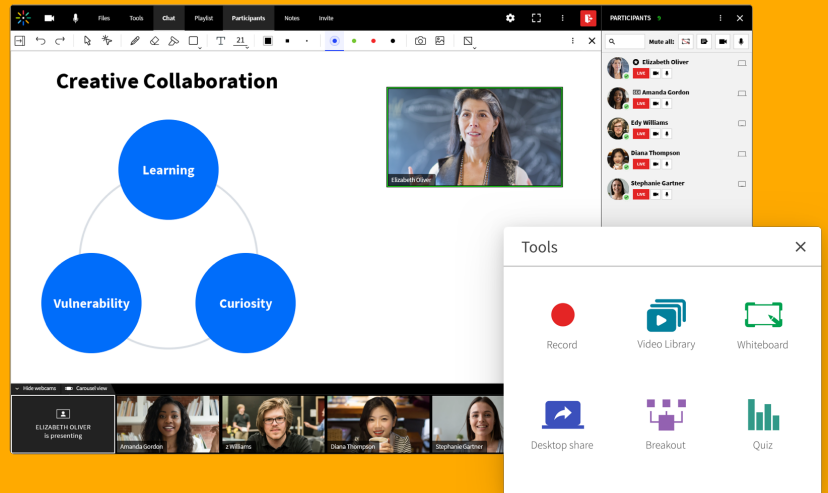 Files Tools Chat Playlist Participants Notes Invite
PARTICIPANTS 5
T 21
Mute all:
Creative Collaboration
Learning
Vulnerability
Curiosity
Elizabeth Oliver
Elizabeth Oliver
LIVE
Amanda Gordon
LIVE
Edy Williams
LIVE
Diana Thompson
LIVE
Stephanie Gartner
LIVE
Tools
Record
Video Library
Whiteboard
Desktop share
Breakout
Quiz
Hide webcams Carousel view
ELIZABETH OLIVER
is presenting
Amanda Gordon
z Williams
Diana Thompson
Stephanie Gartner